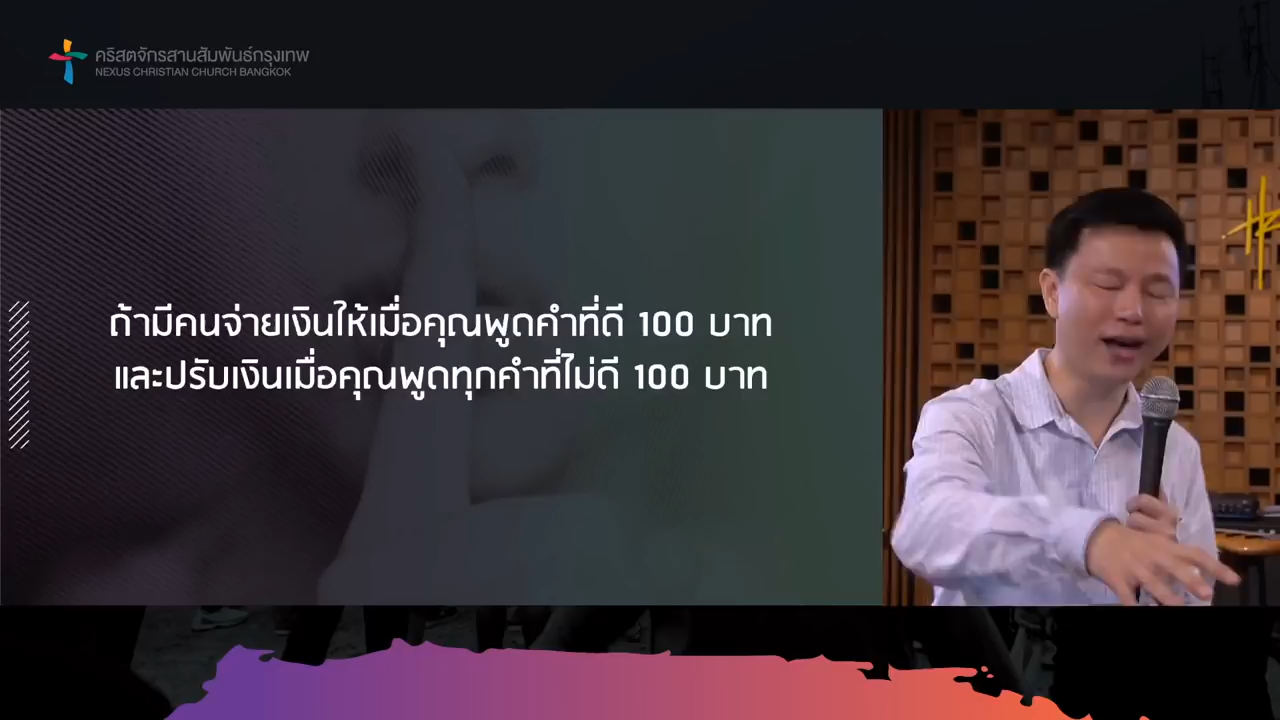 คริสตจักรสานสัมพันธ์กรุงเทพ
NEXUS CHRISTIAN CHURCH BANGKOK
ถ้ามีคนจ่ายเงินให้เมื่อคุณพูดคำที่ดี 100 บาท
และปรับเงินเมื่อคุณพูดทุกคำที่ไม่ดี 100 บาท